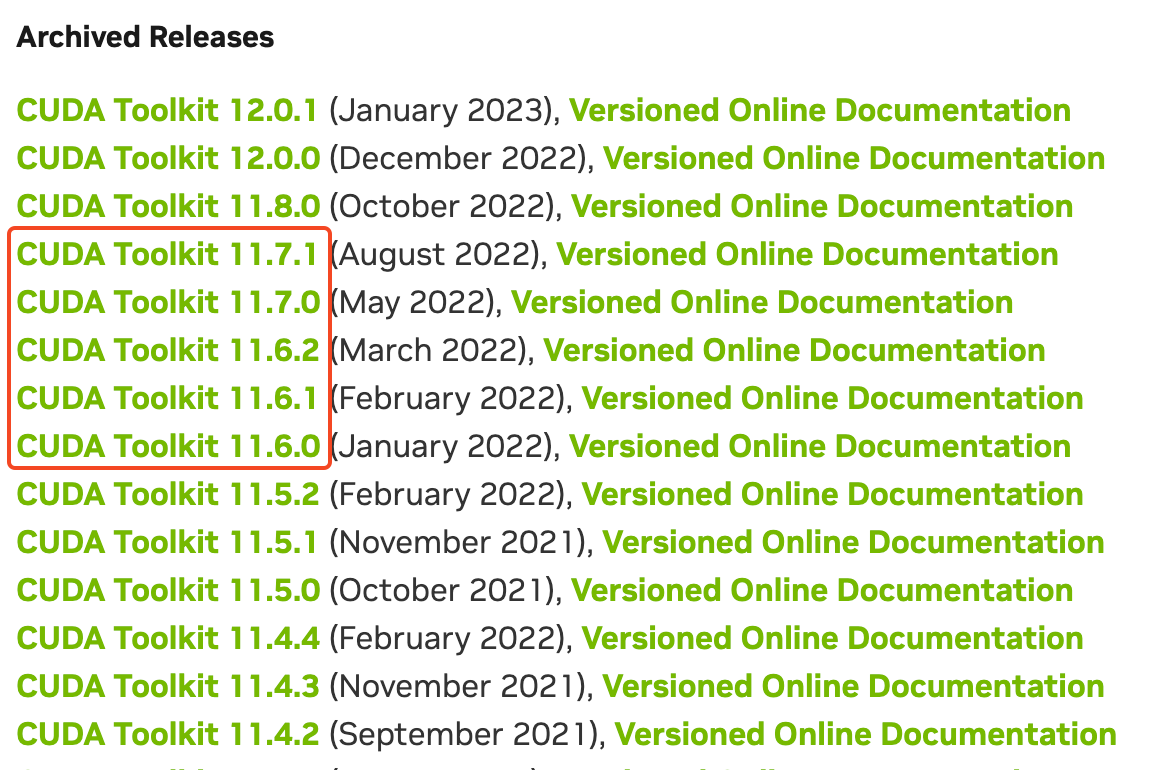 Archived Releases
CUDA Toolkit 12.0.1 (January 2023), Versioned Online Documentation
CUDA Toolkit 12.0.0 (December 2022), Versioned Online Documentation
CUDA Toolkit 11.8.0 (October 2022), Versioned Online Documentation
CUDA Toolkit 11.7.1 (August 2022), Versioned Online Documentation
CUDA Toolkit 11.7.0 (May 2022), Versioned Online Documentation
CUDA Toolkit 11.6.2 (March 2022), Versioned Online Documentation
CUDA Toolkit 11.6.1 (February 2022), Versioned Online Documentation
CUDA Toolkit 11.6.0 (January 2022), Versioned Online Documentation
CUDA Toolkit 11.5.2 (February 2022), Versioned Online Documentation
CUDA Toolkit 11.5.1 (November 2021), Versioned Online Documentation
CUDA Toolkit 11.5.0 (October 2021), Versioned Online Documentation
CUDA Toolkit 11.4.4 (February 2022), Versioned Online Documentation
CUDA Toolkit 11.4.3 (November 2021), Versioned Online Documentation
CUDA Toolkit 11.4.2 (September 2021), Versioned Online Documentation